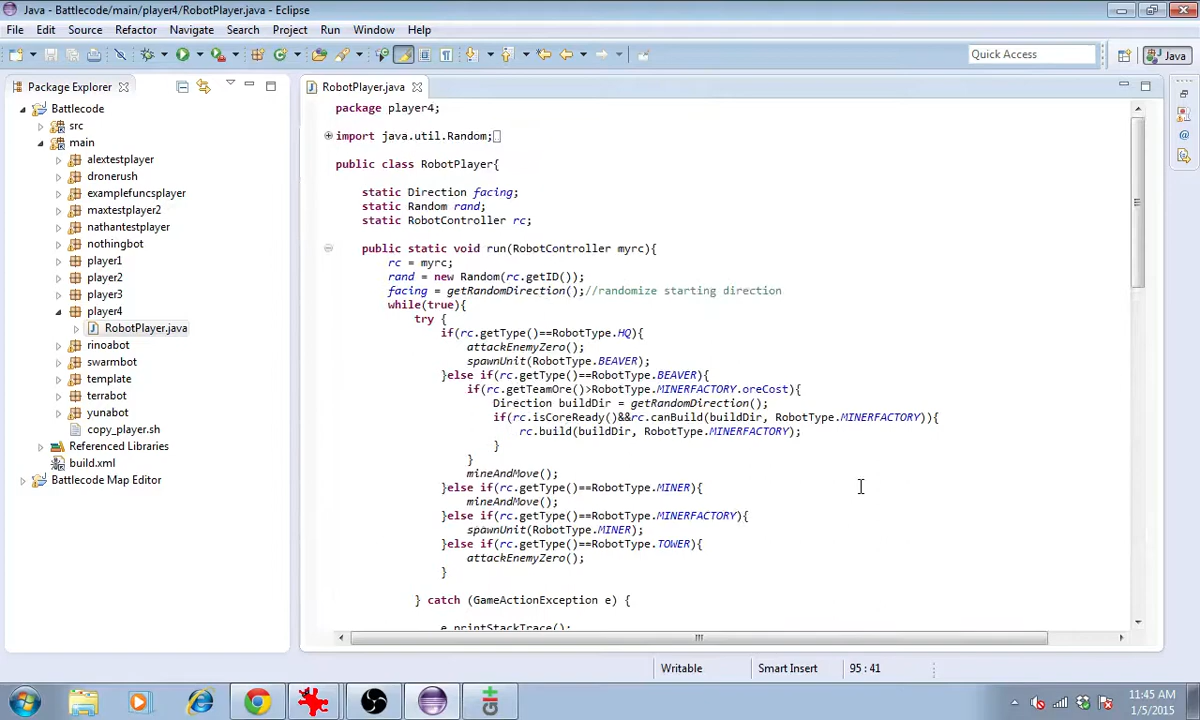 Java - Battlecode/main/player4/RobotPlayer.java - Eclipse
File Edit Source Refactor Navigate Search Project Run Window Help
Quick Access
Java
Package Explorer
RobotPlayer.java
Battlecode
src
main
alextestplayer
dronerush
examplefuncsplayer
maxtestplayer2
nathantestplayer
nothingbot
player1
player2
player3
player4
RobotPlayer.java
rinoabot
swarmbot
template
terrabot
yunabot
copy_player.sh
Referenced Libraries
build.xml
Battlecode Map Editor
package player4;
import java.util.Random;
public class RobotPlayer{
static Direction facing;
static Random rand;
static RobotController rc;
public static void run(RobotController myrc){
rc = myrc;
rand = new Random(rc.getID());
facing = getRandomDirection();//randomize starting direction
while(true){
try {
if(rc.getType()==RobotType.HQ){
attackEnemyZero();
spawnUnit(RobotType.BEAVER);
}else if(rc.getType()==RobotType.BEAVER){
if(rc.getTeamOre()>RobotType.MINERFACTORY.oreCost){
Direction buildDir = getRandomDirection();
if(rc.isCoreReady()&&rc.canBuild(buildDir, RobotType.MINERFACTORY)){
rc.build(buildDir, RobotType.MINERFACTORY);
}
}
mineAndMove();
}else if(rc.getType()==RobotType.MINER){
mineAndMove();
}else if(rc.getType()==RobotType.MINERFACTORY){
spawnUnit(RobotType.MINER);
}else if(rc.getType()==RobotType.TOWER){
attackEnemyZero();
}
} catch (GameActionException e) {
e.printStackTrace();
Writable
Smart Insert
95 : 41
11:45 AM
1/5/2015